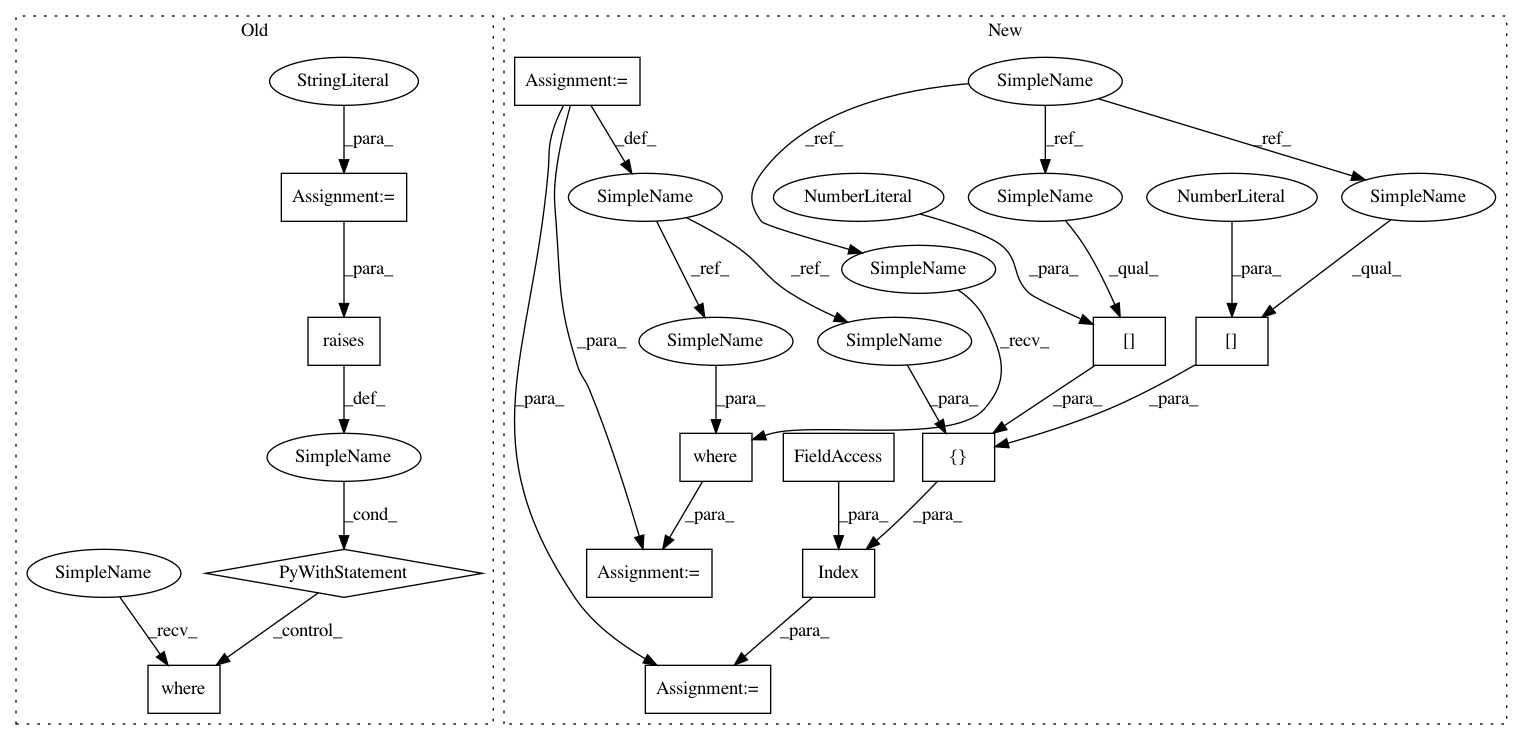 Old
New
StringLiteral
Assignment:=
SimpleName
_para_
_def_
_ref_
_ref_
_ref_
Assignment:=
SimpleName
NumberLiteral
SimpleName
NumberLiteral
SimpleName
_para_
_ref_
_ref_
SimpleName
_para_
_qual_
_para_
_qual_
raises
SimpleName
SimpleName
_recv_
[]
[]
_def_
_para_
_para_
_para_
_para_
_para_
_para_
SimpleName
where
FieldAccess
{}
_cond_
_para_
_para_
_para_
SimpleName
PyWithStatement
Assignment:=
Index
_recv_
_control_
_para_
where
Assignment:=